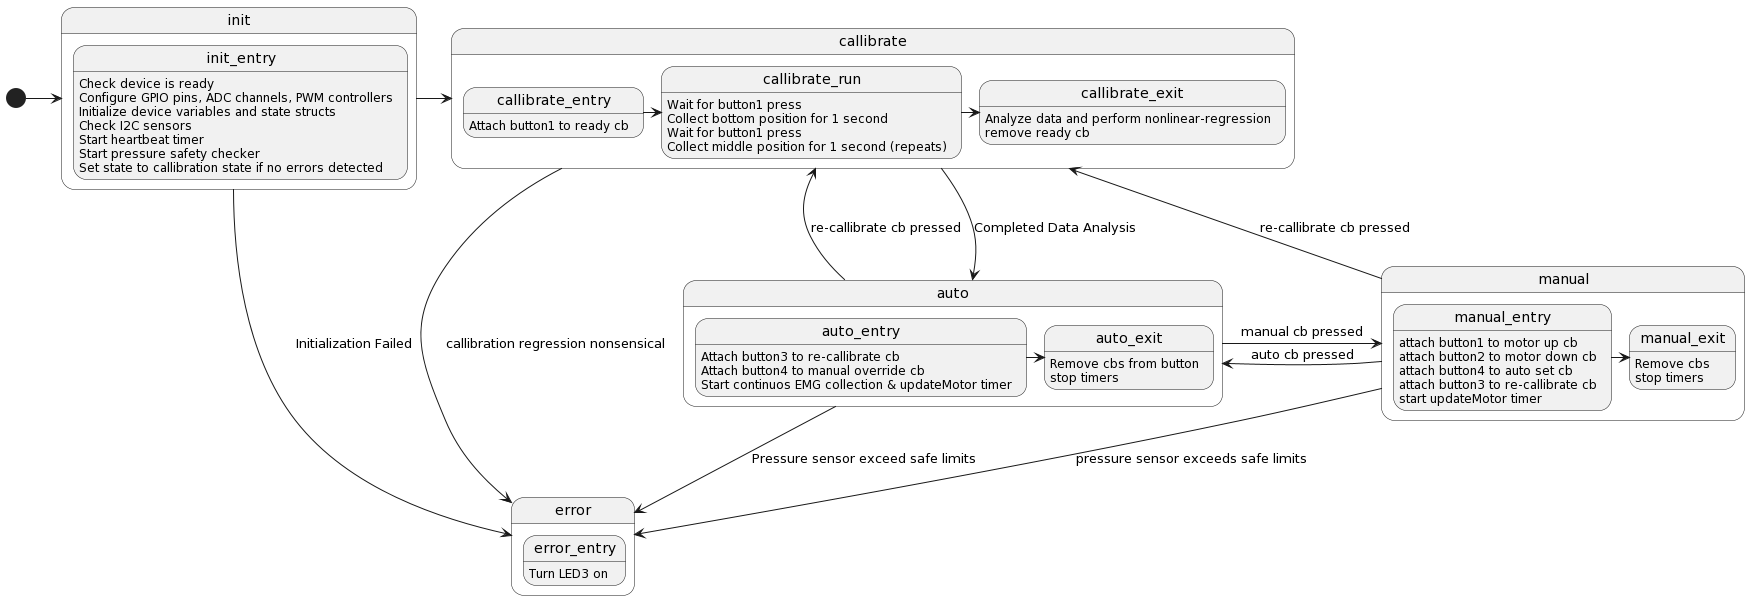 init
init_entry
Check device is ready
Configure GPIO pins, ADC channels, PWM controllers
Initialize device variables and state structs
Check I2C sensors
Start heartbeat timer
Start pressure safety checker
Set state to callibration state if no errors detected
callibrate
callibrate_entry
Attach button1 to ready cb
callibrate_run
Wait for button1 press
Collect bottom position for 1 second
Wait for button1 press
Collect middle position for 1 second (repeats)
callibrate_exit
Analyze data and perform nonlinear-regression
remove ready cb
re-callibrate cb pressed
Completed Data Analysis
re-callibrate cb pressed
auto
auto_entry
Attach button3 to re-callibrate cb
Attach button4 to manual override cb
Start continuos EMG collection & updateMotor timer
auto_exit
Remove cbs from button
stop timers
manual cb pressed
auto cb pressed
manual
manual_entry
attach button1 to motor up cb
attach button2 to motor down cb
attach button4 to auto set cb
attach button3 to re-callibrate cb
start updateMotor timer
manual_exit
Remove cbs
stop timers
Initialization Failed
callibration regression nonsensical
Pressure sensor exceed safe limits
pressure sensor exceeds safe limits
error
error_entry
Turn LED3 on